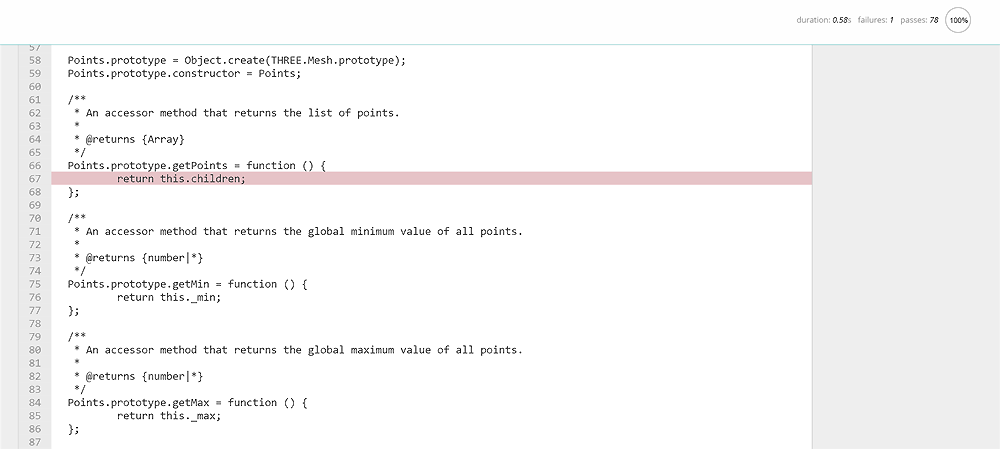 duration: 0.58s failures: 1 passes: 78 100%
57
58 Points.prototype = Object.create(THREE.Mesh.prototype);
59 Points.prototype.constructor = Points;
60
61 /**
62 * An accessor method that returns the list of points.
63 *
64 * @returns {Array}
65 */
66 Points.prototype.getPoints = function () {
67 return this.children;
68 };
69
70 /**
71 * An accessor method that returns the global minimum value of all points.
72 *
73 * @returns {number|*}
74 */
75 Points.prototype.getMin = function () {
76 return this._min;
77 };
78
79 /**
80 * An accessor method that returns the global maximum value of all points.
81 *
82 * @returns {number|*}
83 */
84 Points.prototype.getMax = function () {
85 return this._max;
86 };
87